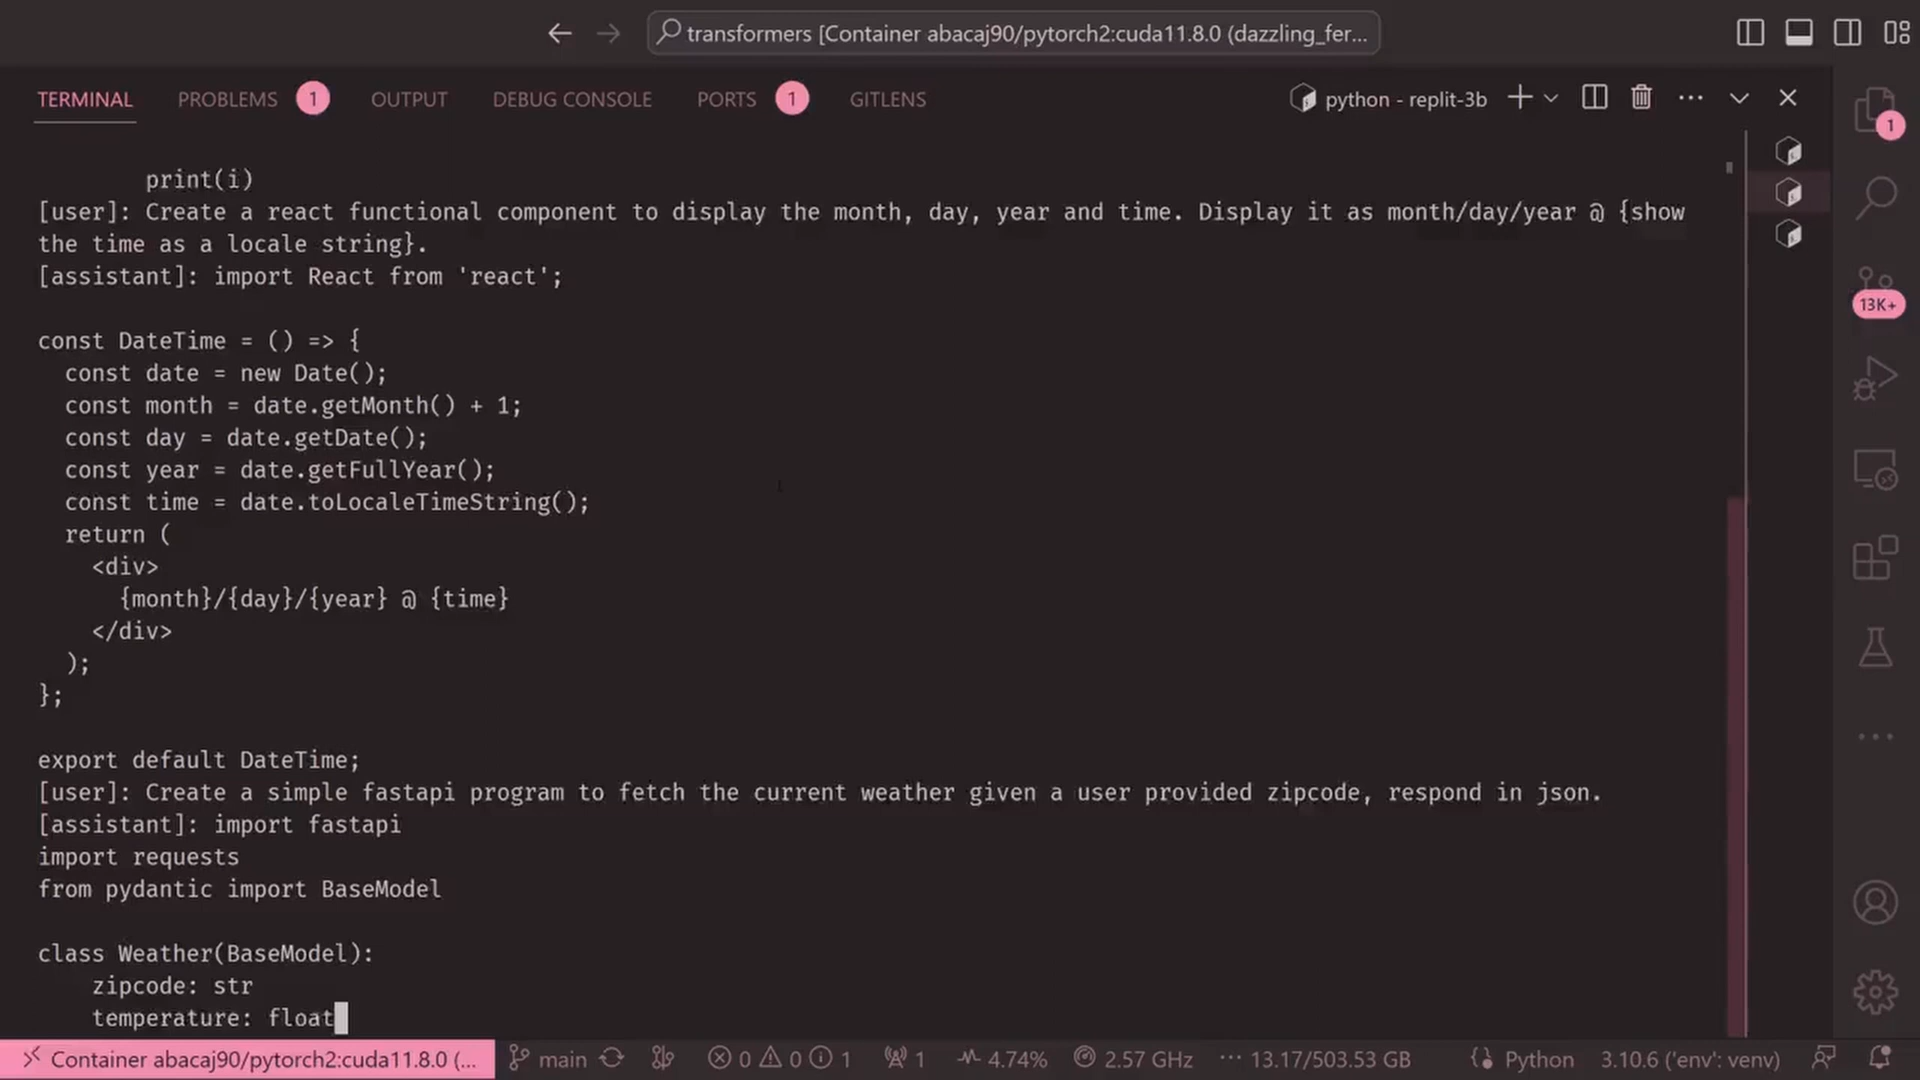 transformers [Container abacaj90/pytorch2:cuda11.8.0 (dazzling_fer...
TERMINAL PROBLEMS 1 OUTPUT DEBUG CONSOLE PORTS 1 GITLENS python - replit-3b
1
13K+
print(i)
[user]: Create a react functional component to display the month, day, year and time. Display it as month/day/year @ {show
the time as a locale string}.
[assistant]: import React from 'react';
const DateTime = () => {
const date = new Date();
const month = date.getMonth() + 1;
const day = date.getDate();
const year = date.getFullYear();
const time = date.toLocaleTimeString();
return (
<div>
{month}/{day}/{year} @ {time}
</div>
);
};
export default DateTime;
[user]: Create a simple fastapi program to fetch the current weather given a user provided zipcode, respond in json.
[assistant]: import fastapi
import requests
from pydantic import BaseModel
class Weather(BaseModel):
zipcode: str
temperature: float
Container abacaj90/pytorch2:cuda11.8.0 (... main 0 0 1 1 4.74% 2.57 GHz ··· 13.17/503.53 GB Python 3.10.6 ('env': venv)